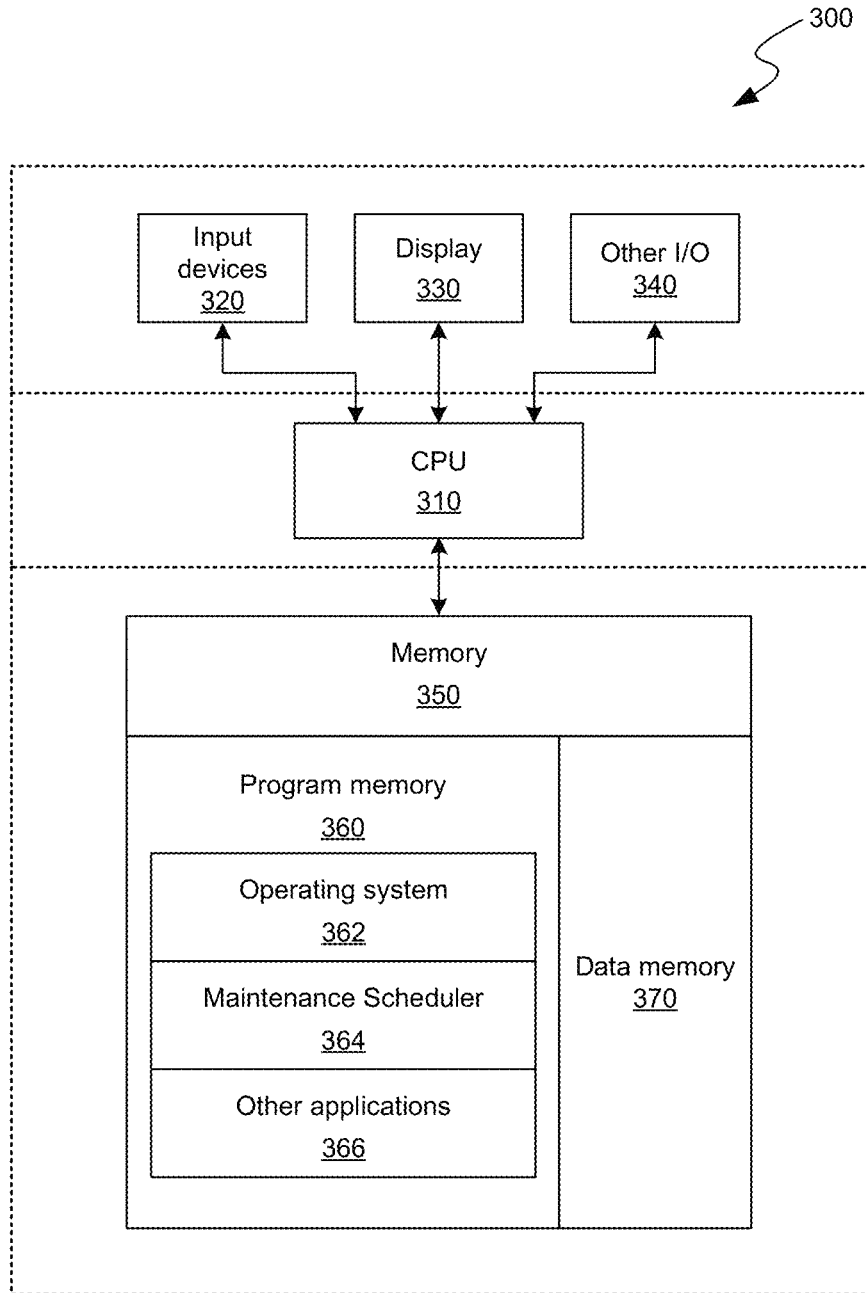 300
Input
devices
320
Display
330
Other I/O
340
CPU
310
Memory
350
Program memory
360
Operating system
362
Maintenance Scheduler
364
Other applications
366
Data memory
370